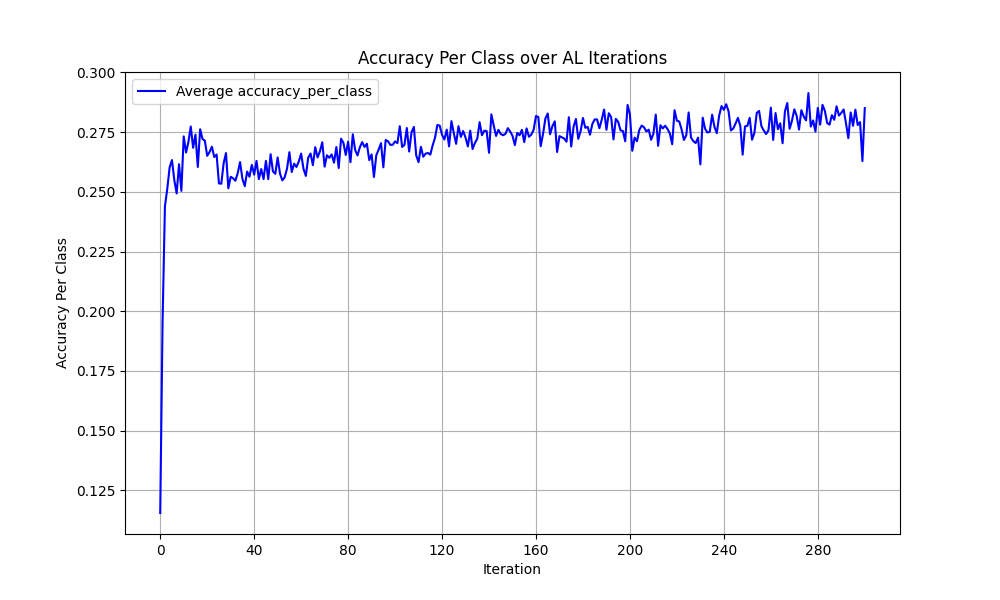 Accuracy Per Class over AL Iterations
Average accuracy_per_class
0.300
0.275
0.250
0.225
0.200
0.175
0.150
0.125
Accuracy Per Class
0 40 80 120 160 200 240 280
Iteration